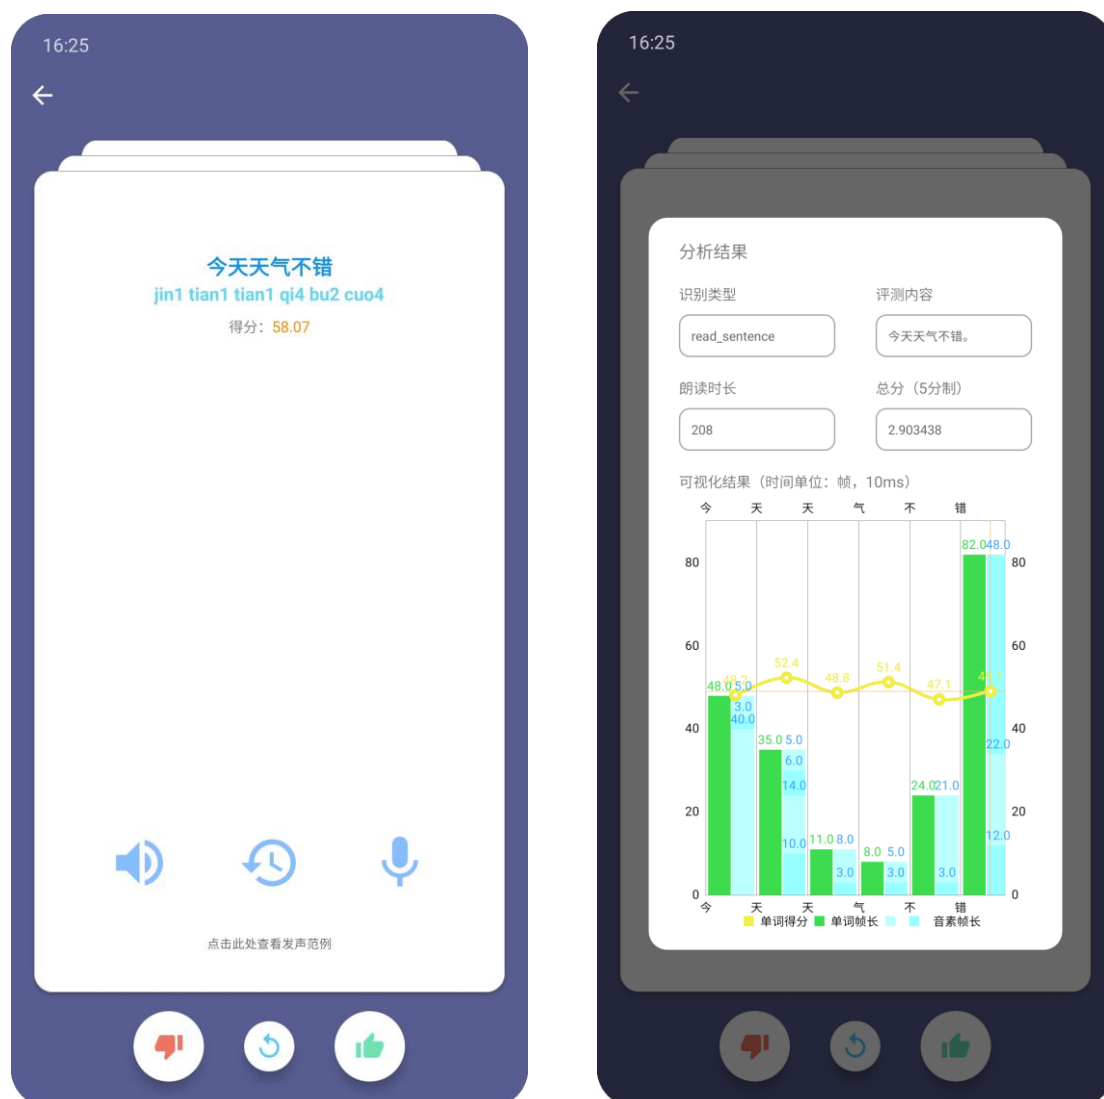 16:25
今天天气不错
jin1 tian1 tian1 qi4 bu2 cuo4
得分：58.07
点击此处查看发声范例
16:25
分析结果
识别类型 评测内容
read_sentence 今天天气不错。
朗读时长 总分（5分制）
208 2.903438
可视化结果（时间单位：帧，10ms）
今 天 天 气 不 错
82.0 48.0
80 80
60 60
52.4 48.8 51.4 47.1
48.0 5.0
3.0
40.0
40 40
35.0 5.0
6.0 22.0
14.0 24.0 21.0
20 20
10.0 11.0 8.0 8.0 5.0 12.0
3.0 3.0 3.0
0 0
今 天 天 气 不 错
单词得分 单词帧长 音素帧长